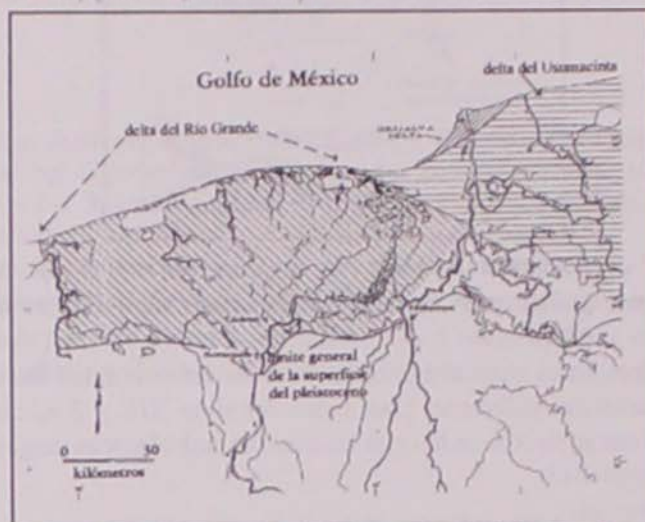 Golfo de México
delta del Usumacinta
delta del Río Grande
límite general
de la superficie
del pleistoceno
0 30
kilómetros